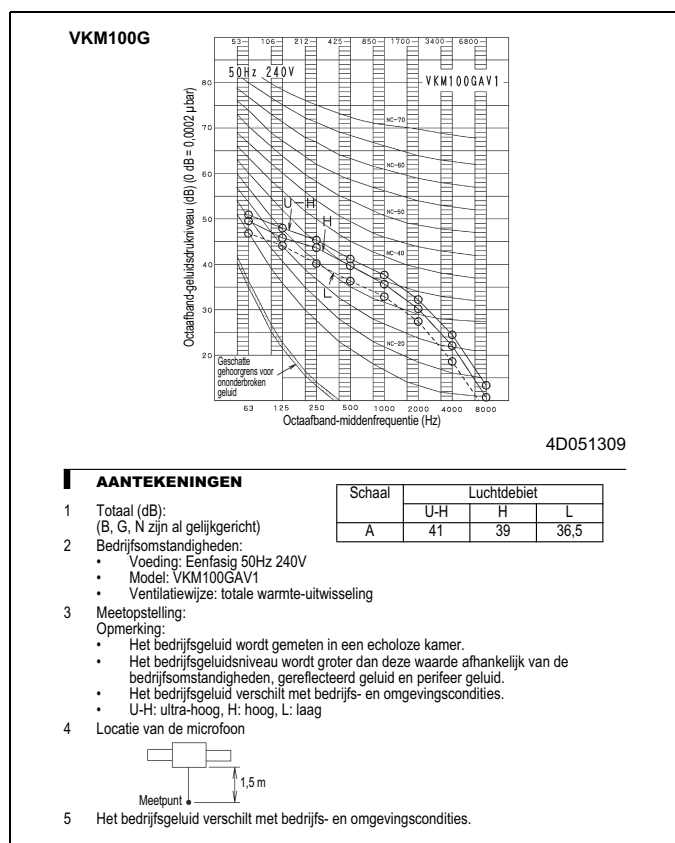 VKM100G
53 106 212 425 850 1700 3400 6800
50Hz 240V
VKM100GAV1
Octaafband-geluidsdrukniveau (dB) (0 dB = 0,0002 µbar)
80
70
60
50
40
30
20
NC-70
NC-60
NC-50
NC-40
NC-20
U-H
H
L
Geschatte
gehoorgrens voor
ononderbroken
geluid
63 125 250 500 1000 2000 4000 8000
Octaafband-middenfrequentie (Hz)
4D051309
AANTEKENINGEN
1 Totaal (dB):
(B, G, N zijn al gelijkgericht)
Schaal Luchtdebiet
U-H H L
A 41 39 36,5
2 Bedrijfsomstandigheden:
• Voeding: Eenfasig 50Hz 240V
• Model: VKM100GAV1
• Ventilatiewijze: totale warmte-uitwisseling
3 Meetopstelling:
Opmerking:
• Het bedrijfsgeluid wordt gemeten in een echoloze kamer.
• Het bedrijfsgeluidsniveau wordt groter dan deze waarde afhankelijk van de
bedrijfsomstandigheden, gereflecteerd geluid en perifeer geluid.
• Het bedrijfsgeluid verschilt met bedrijfs- en omgevingscondities.
• U-H: ultra-hoog, H: hoog, L: laag
4 Locatie van de microfoon
1,5 m
Meetpunt
5 Het bedrijfsgeluid verschilt met bedrijfs- en omgevingscondities.